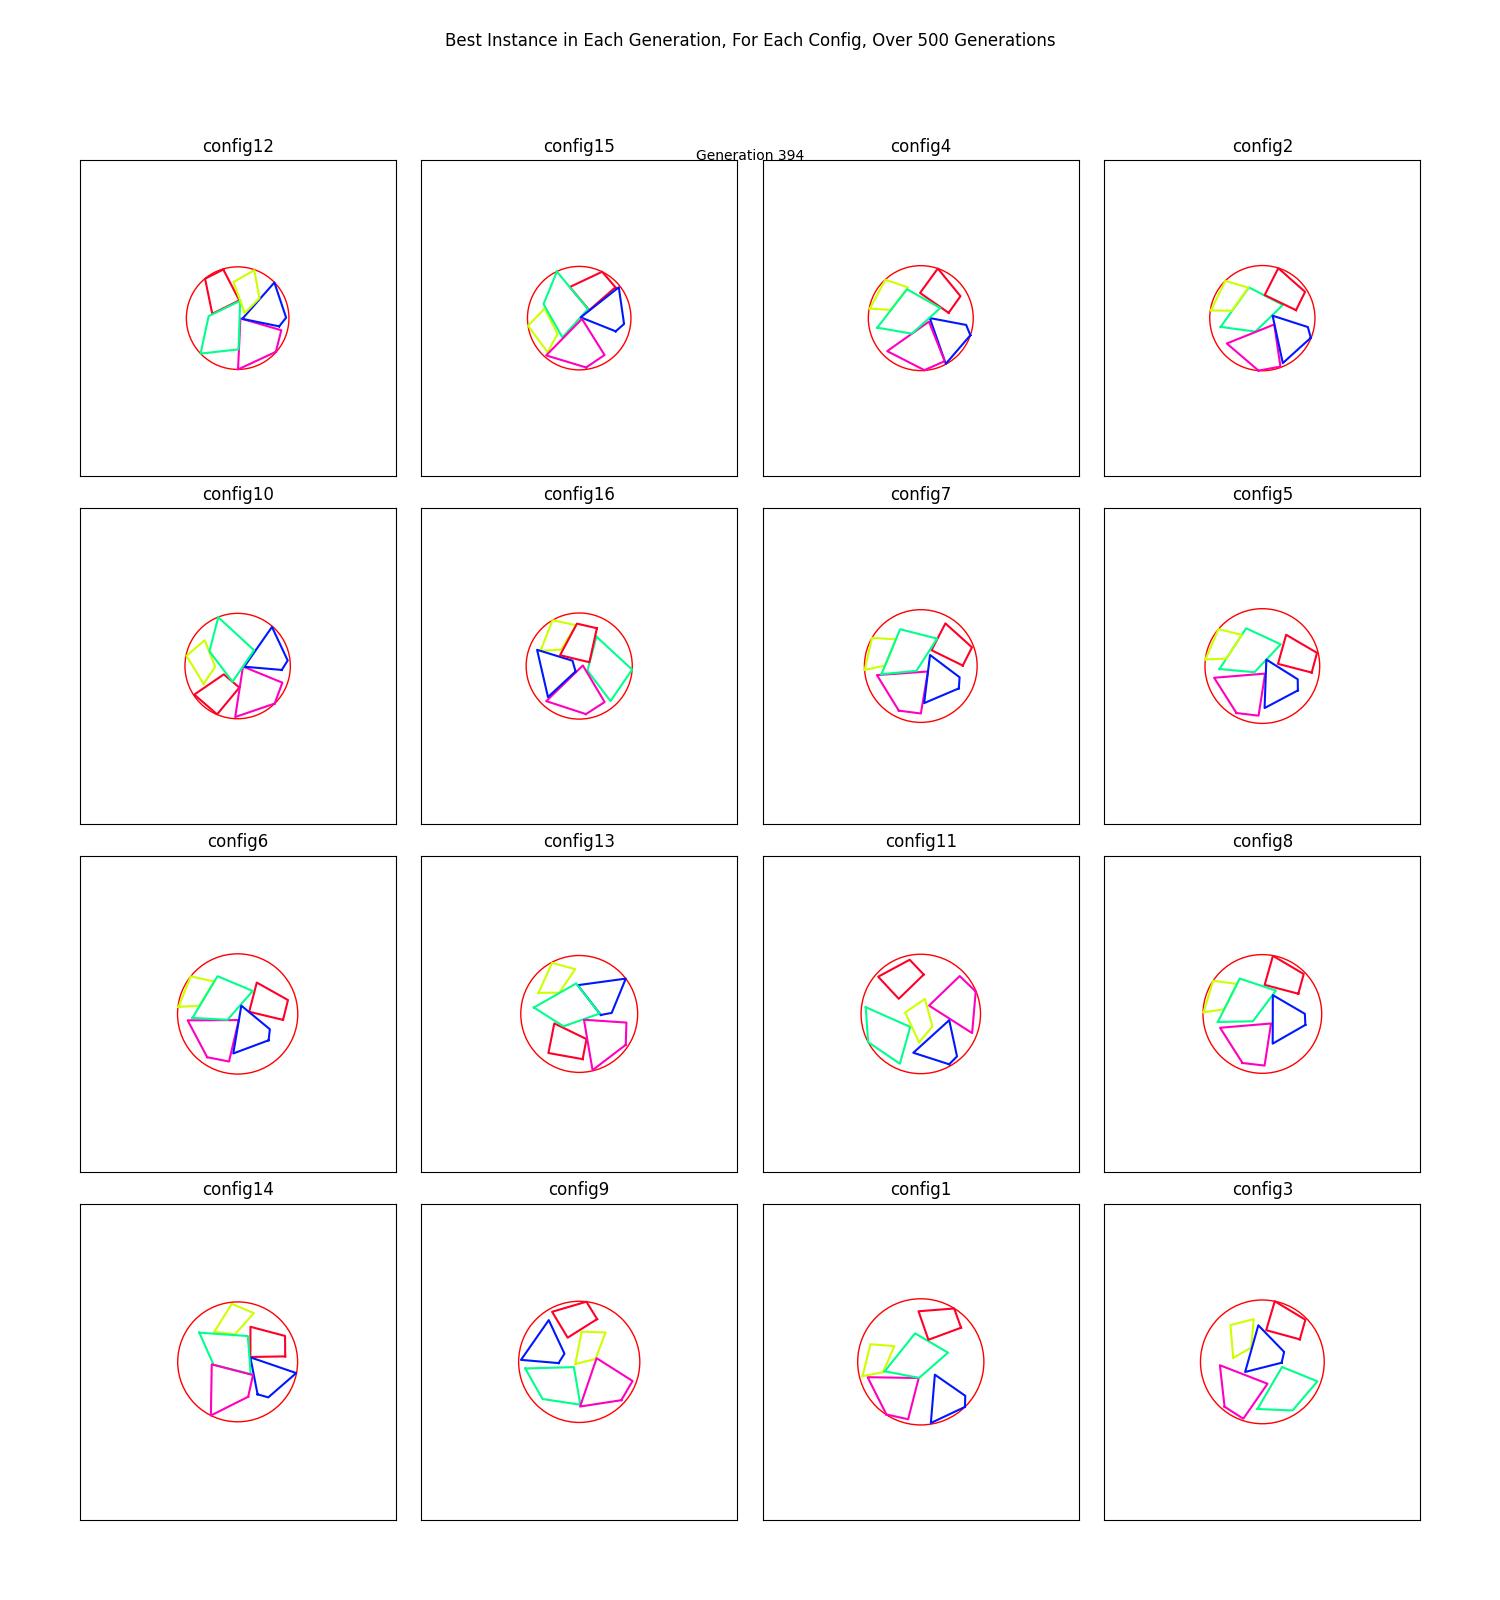 Best Instance in Each Generation, For Each Config, Over 500 Generations
Generation 394
config12 config15 config4 config2
config10 config16 config7 config5
config6 config13 config11 config8
config14 config9 config1 config3